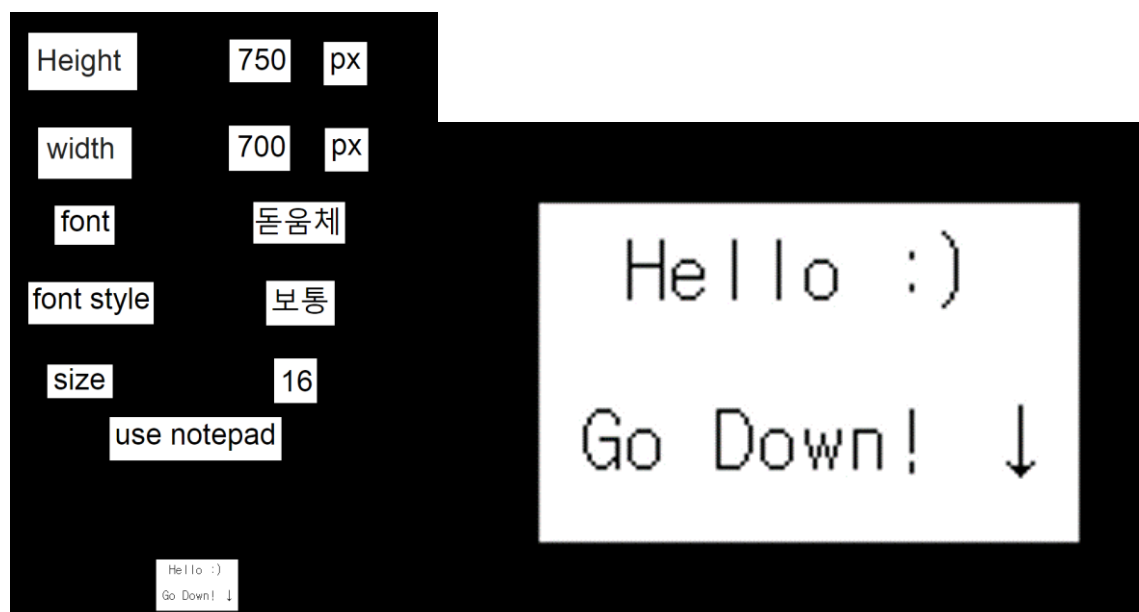 Height 750 px
width 700 px
font 돋움체
font style 보통
size 16
use notepad
Hello :)
Go Down! ↓
Hello :)
Go Down! ↓